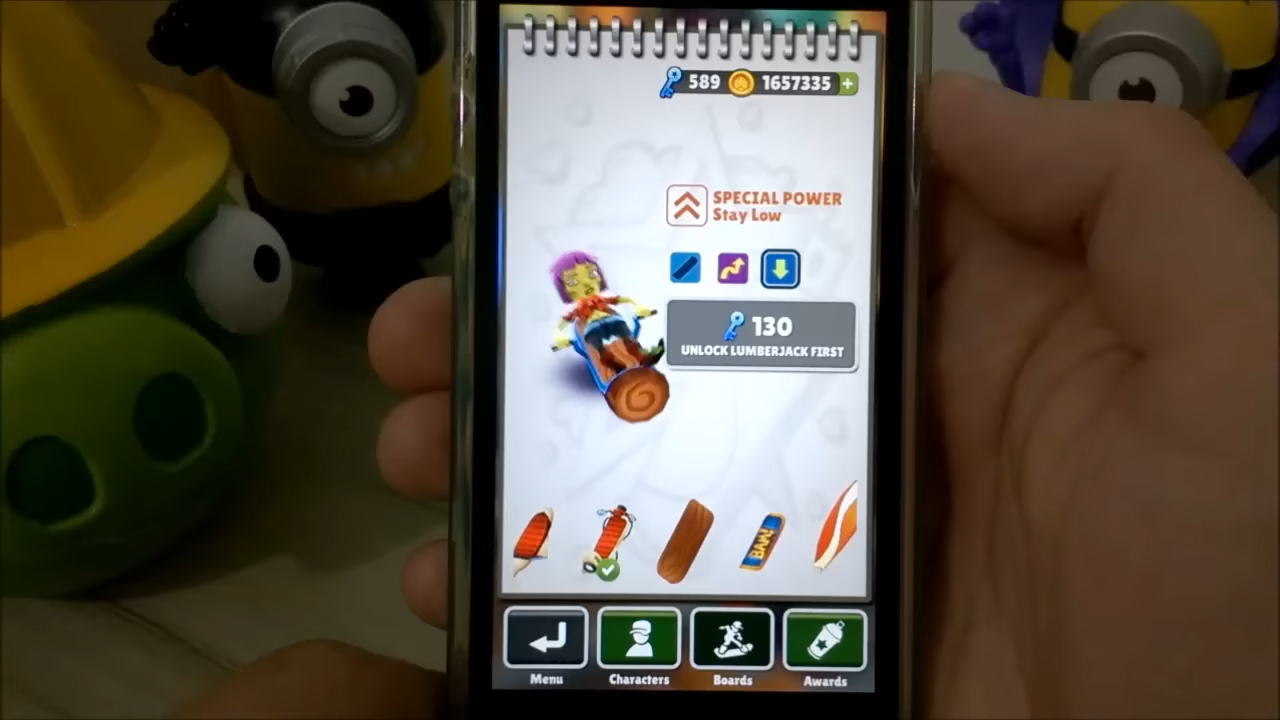 589 1657335 +
SPECIAL POWER
Stay Low
130
UNLOCK LUMBERJACK FIRST
BAM!
Menu Characters Boards Awards